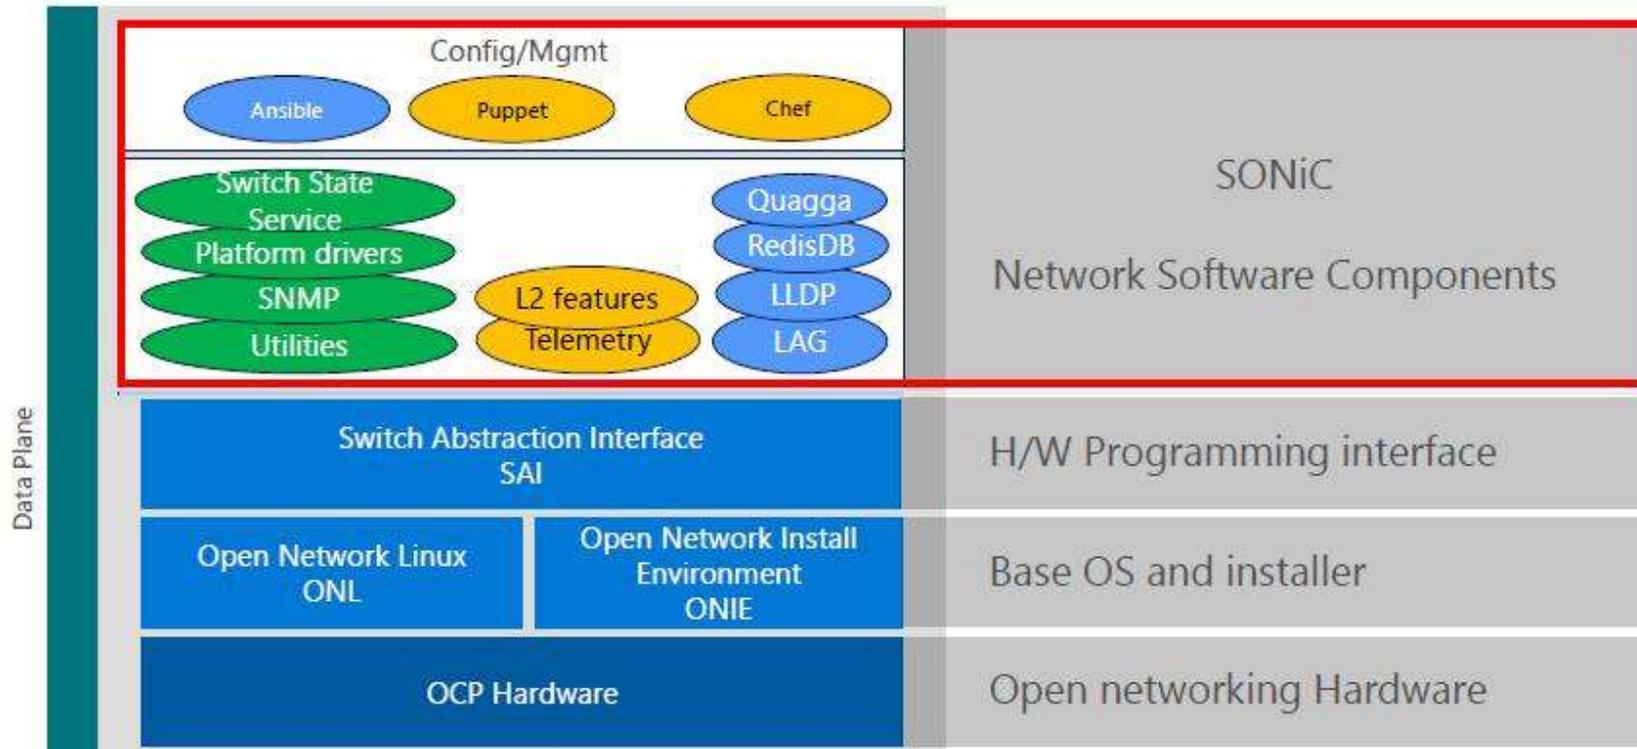 Config/Mgmt
Ansible
Puppet
Chef
Switch State
Service
Platform drivers
SNMP
Utilities
L2 features
Telemetry
Quagga
RedisDB
LLDP
LAG
SONiC
Network Software Components
Data Plane
Switch Abstraction Interface
SAI
H/W Programming interface
Open Network Linux
ONL
Open Network Install
Environment
ONIE
Base OS and installer
OCP Hardware
Open networking Hardware